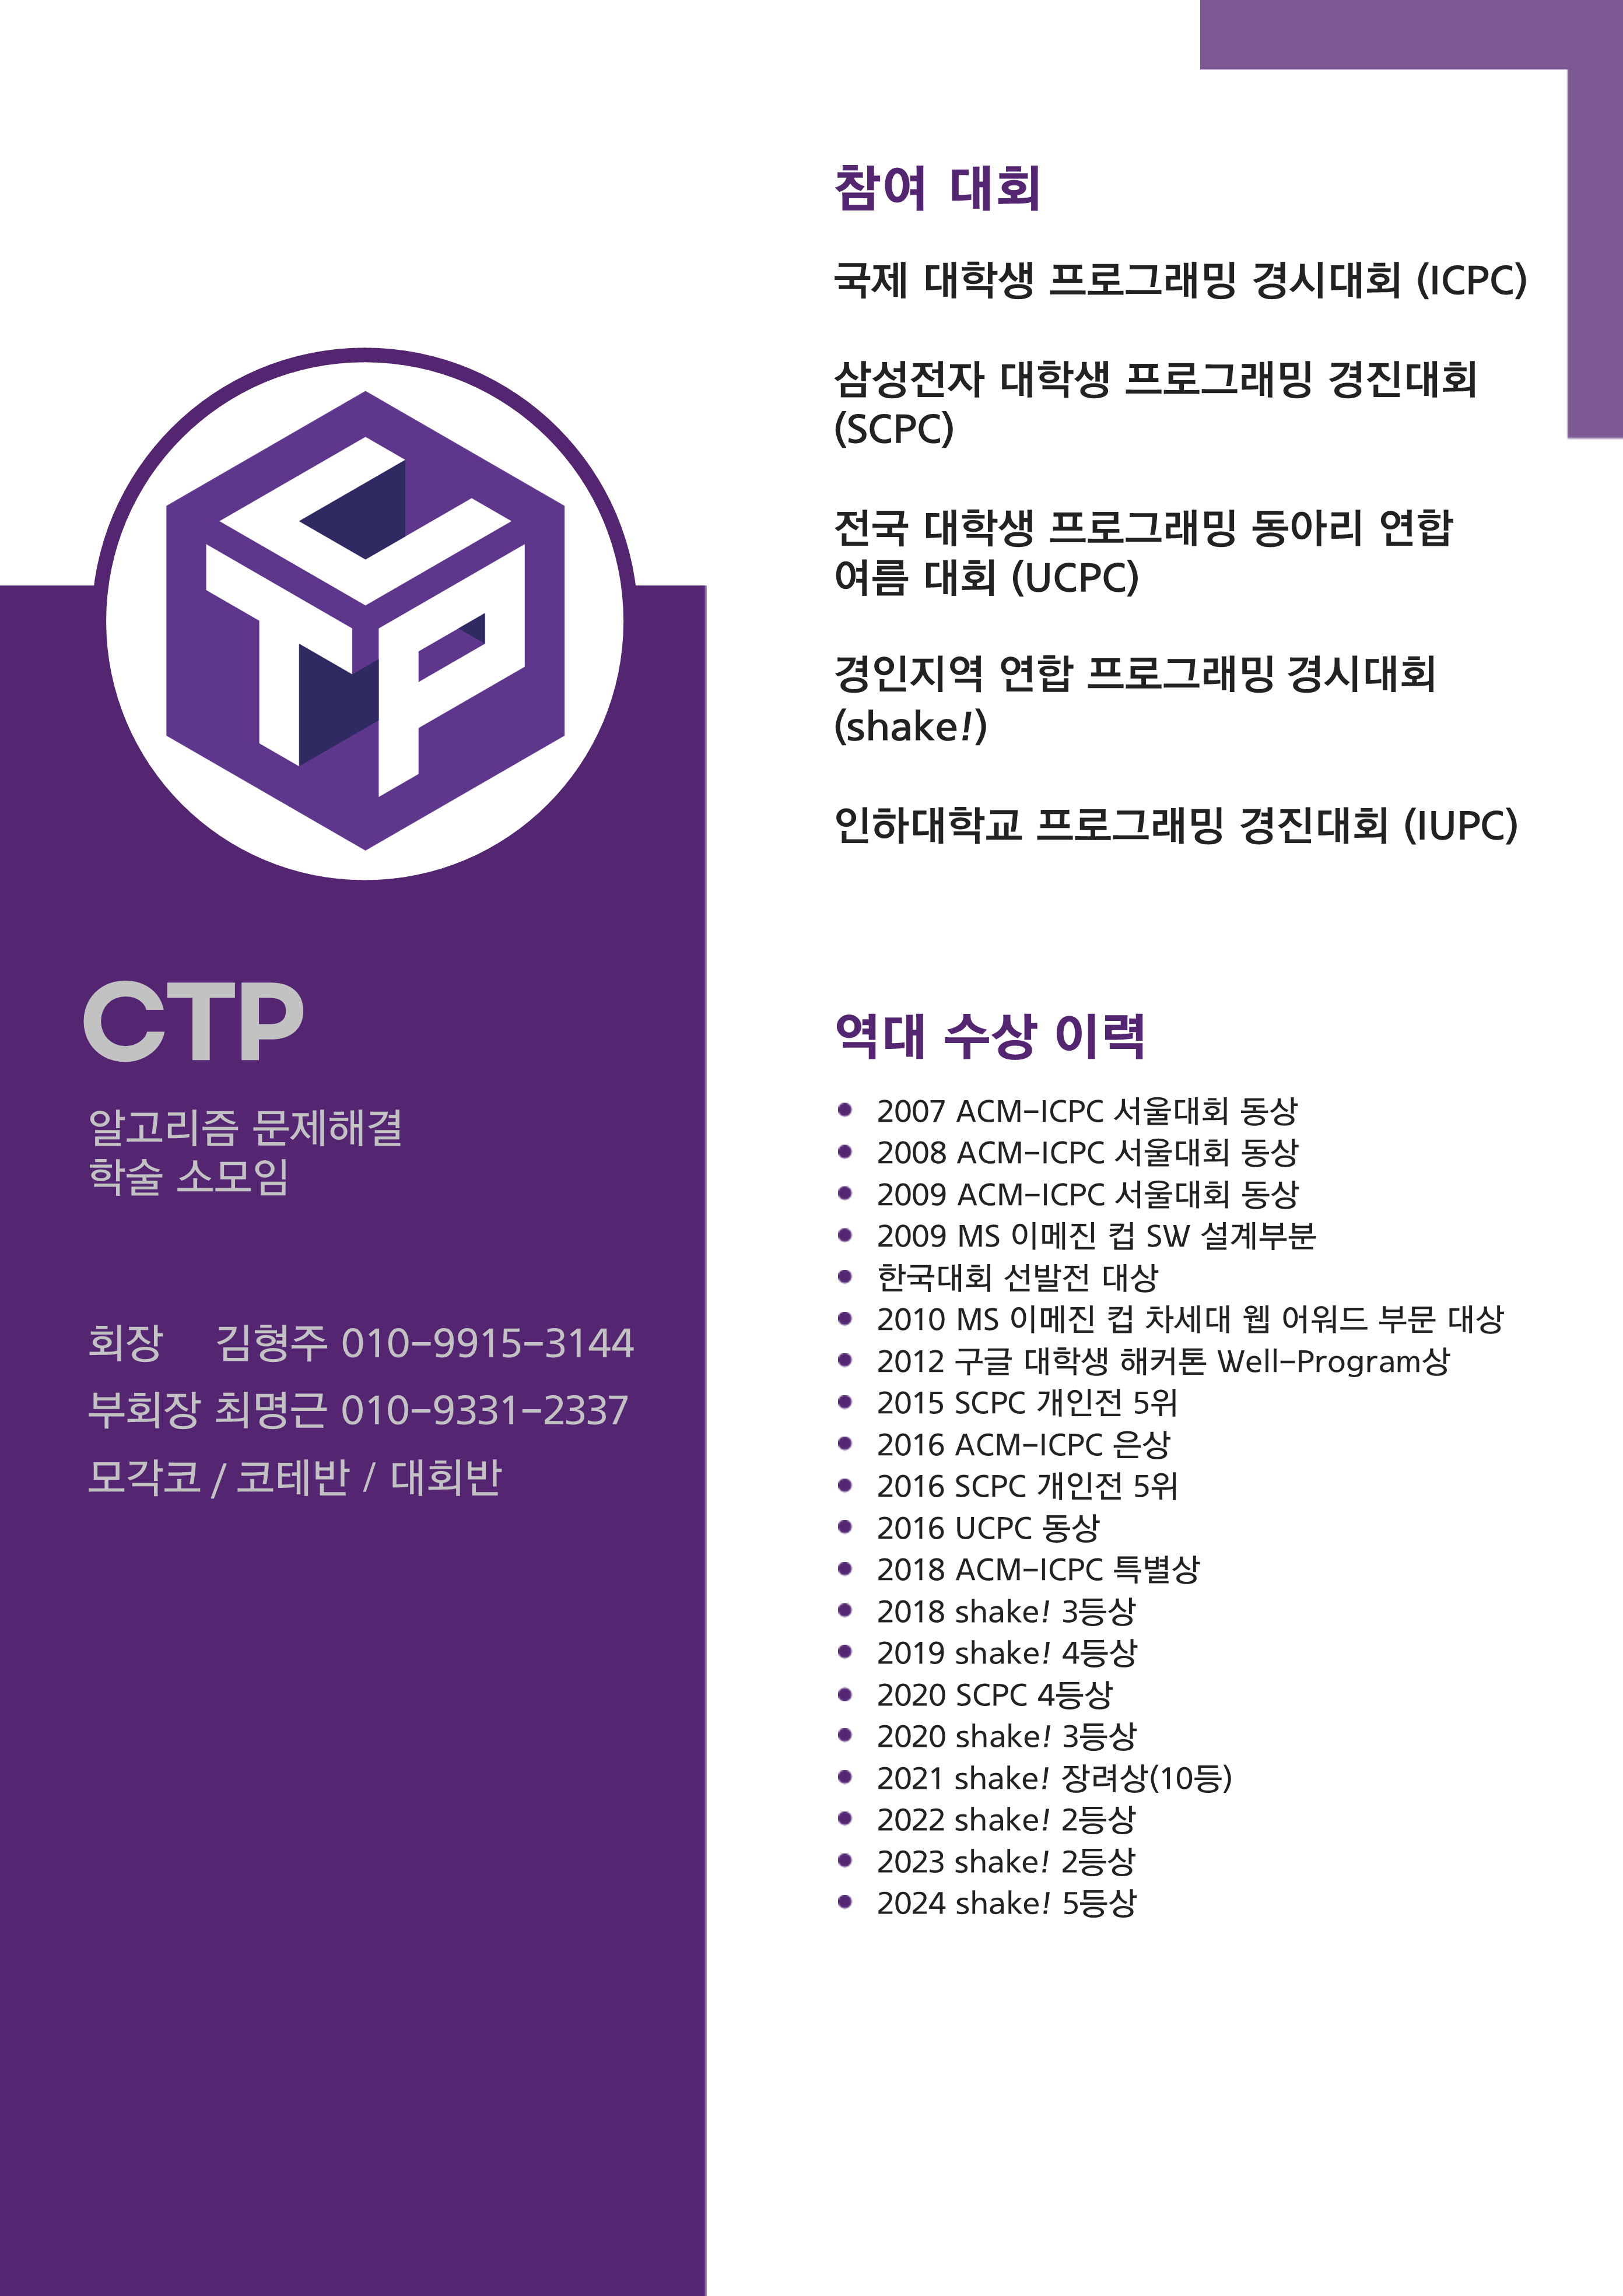 CTP
CTP
알고리즘 문제해결
학술 소모임
회장 김형주 010-9915-3144
부회장 최명근 010-9331-2337
모각코 / 코테반 / 대회반
참여 대회
국제 대학생 프로그래밍 경시대회 (ICPC)
삼성전자 대학생 프로그래밍 경진대회
(SCPC)
전국 대학생 프로그래밍 동아리 연합
여름 대회 (UCPC)
경인지역 연합 프로그래밍 경시대회
(shake!)
인하대학교 프로그래밍 경진대회 (IUPC)
역대 수상 이력
• 2007 ACM-ICPC 서울대회 동상
• 2008 ACM-ICPC 서울대회 동상
• 2009 ACM-ICPC 서울대회 동상
• 2009 MS 이메진 컵 SW 설계부분
• 한국대회 선발전 대상
• 2010 MS 이메진 컵 차세대 웹 어워드 부문 대상
• 2012 구글 대학생 해커톤 Well-Program상
• 2015 SCPC 개인전 5위
• 2016 ACM-ICPC 은상
• 2016 SCPC 개인전 5위
• 2016 UCPC 동상
• 2018 ACM-ICPC 특별상
• 2018 shake! 3등상
• 2019 shake! 4등상
• 2020 SCPC 4등상
• 2020 shake! 3등상
• 2021 shake! 장려상(10등)
• 2022 shake! 2등상
• 2023 shake! 2등상
• 2024 shake! 5등상